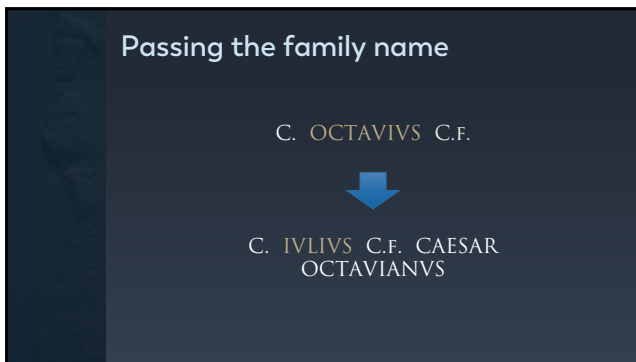 Passing the family name
C. OCTAVIVS C.F.
C. IVLIVS C.F. CAESAR
OCTAVIANVS